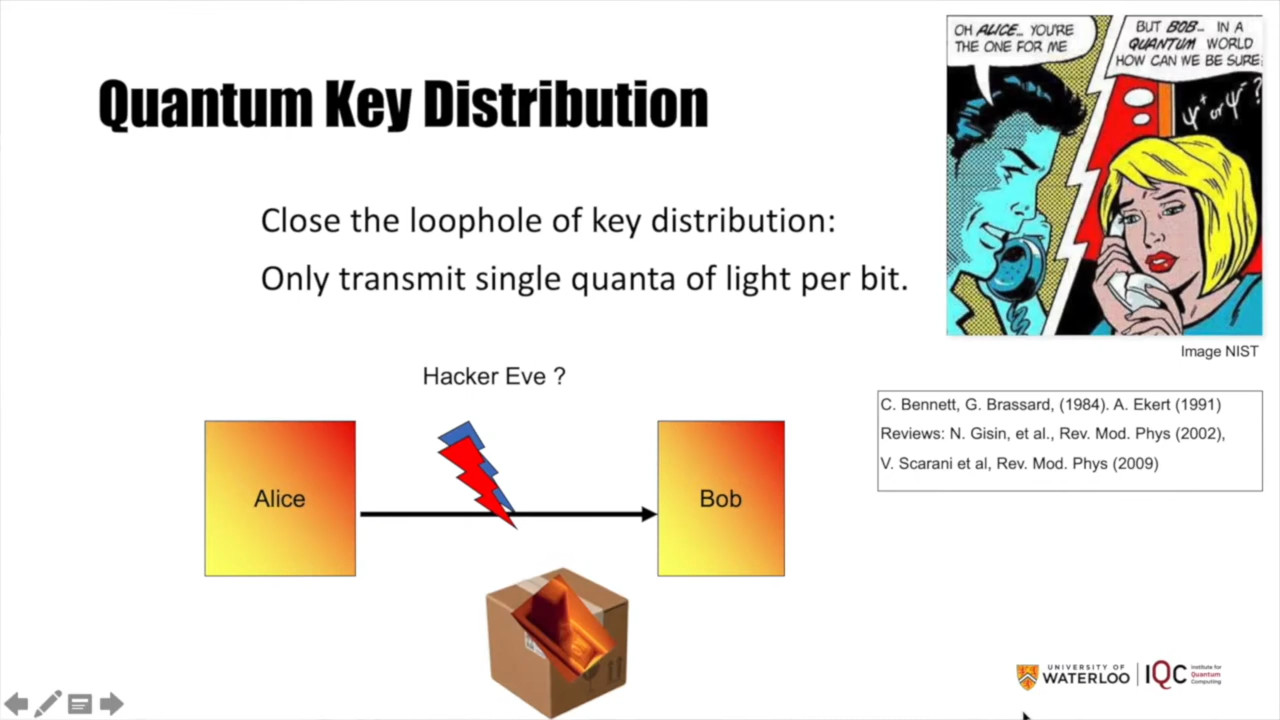 OH ALICE... YOU'RE
THE ONE FOR ME
BUT BOB... IN A
QUANTUM WORLD
HOW CAN WE BE SURE
ψ+ or ψ- ?
Quantum Key Distribution
Close the loophole of key distribution:
Only transmit single quanta of light per bit.
Image NIST
Hacker Eve ?
C. Bennett, G. Brassard, (1984). A. Ekert (1991)
Reviews: N. Gisin, et al., Rev. Mod. Phys (2002),
V. Scarani et al, Rev. Mod. Phys (2009)
Alice
Bob
UNIVERSITY OF
WATERLOO
IQC
Institute for
Quantum
Computing